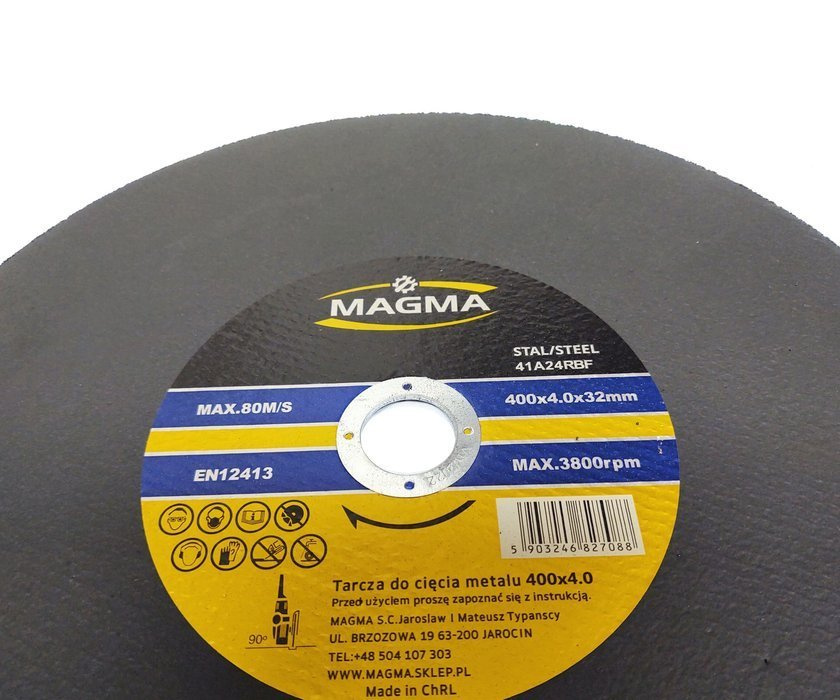 MAGMA
STAL/STEEL
41A24RBF
MAX.80M/S
400x4.0x32mm
EN12413
MAX.3800rpm
5 903246 827088
Tarcza do cięcia metalu 400x4.0
Przed użyciem proszę zapoznać się z instrukcją.
MAGMA S.C.Jaroslaw I Mateusz Typanscy
UL. BRZOZOWA 19 63-200 JAROCIN
TEL:+48 504 107 303
WWW.MAGMA.SKLEP.PL
Made in ChRL
90°